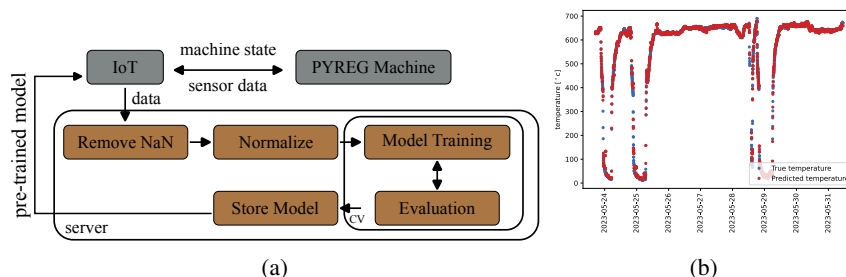 machine state
IoT
PYREG Machine
sensor data
data
pre-trained model
Remove NaN
Normalize
Model Training
Store Model
CV
Evaluation
server
(a)
700
600
500
400
300
200
100
0
temperature [°c]
True temperature
Predicted temperature
2023-05-24
2023-05-25
2023-05-26
2023-05-27
2023-05-28
2023-05-29
2023-05-30
2023-05-31
(b)